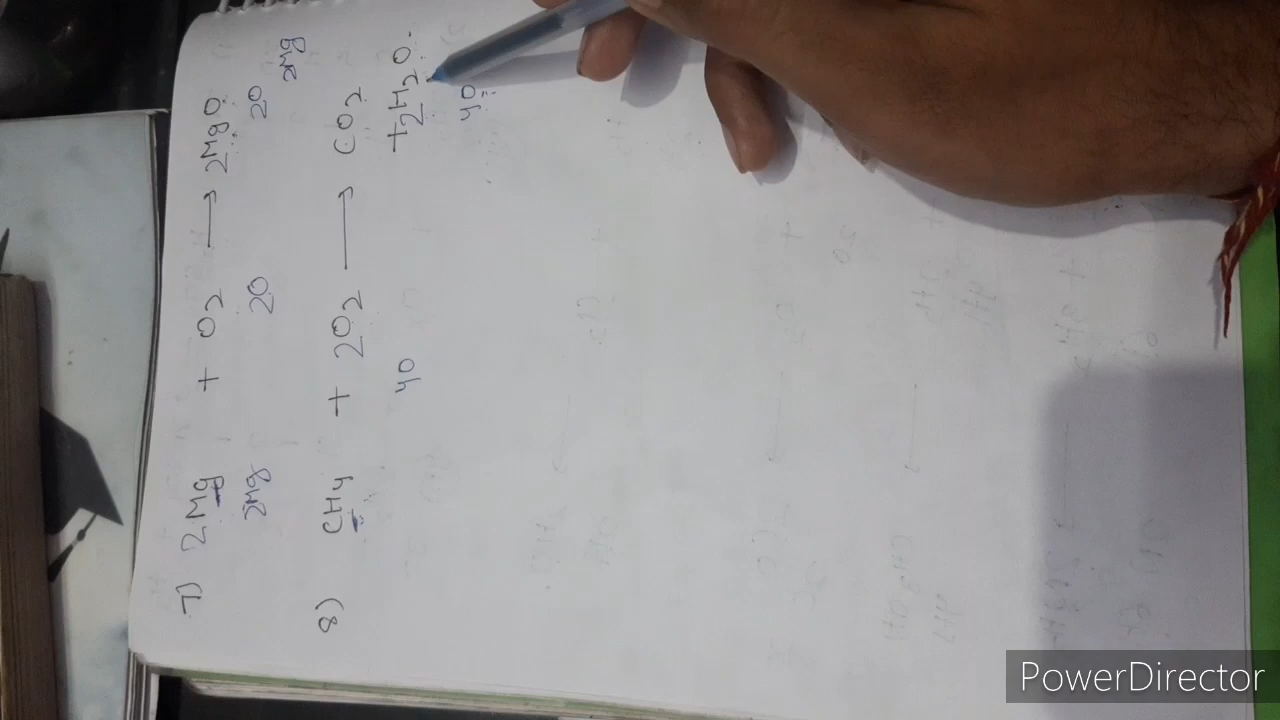 7) 2Mg + O2 → 2MgO
2Mg 2O 2O
2Mg
8) CH4 + 2O2 → CO2
+2H2O.
4O 4O
PowerDirector